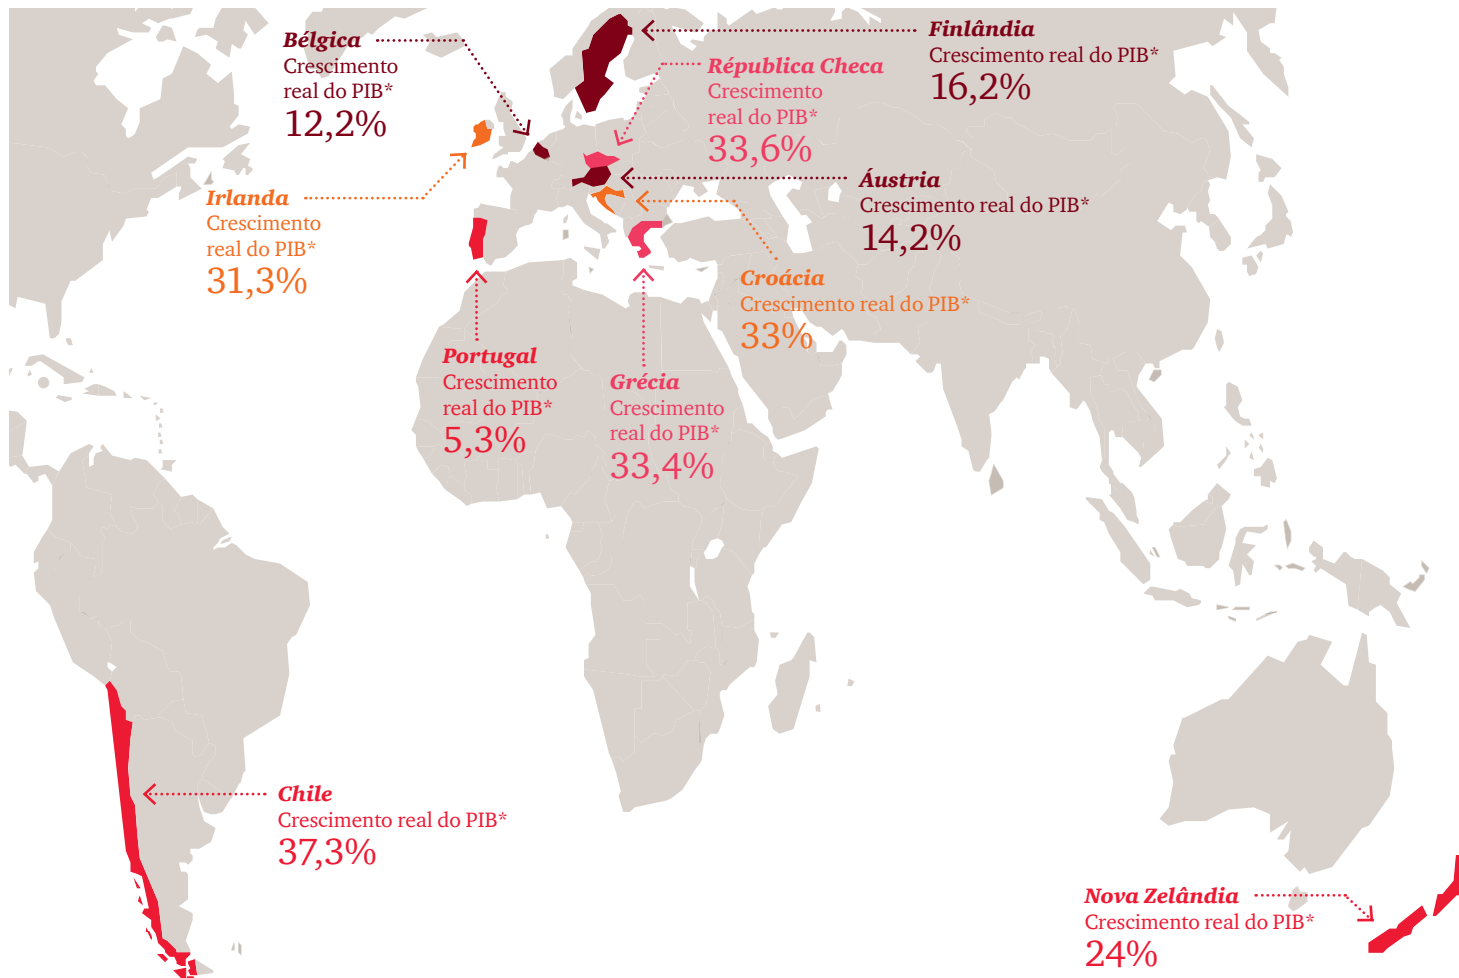 Bélgica
Crescimento
real do PIB*
12,2%
Finlândia
Crescimento real do PIB*
16,2%
Républica Checa
Crescimento
real do PIB*
33,6%
Áustria
Crescimento real do PIB*
14,2%
Irlanda
Crescimento
real do PIB*
31,3%
Croácia
Crescimento real do PIB*
33%
Portugal
Crescimento
real do PIB*
5,3%
Grécia
Crescimento
real do PIB*
33,4%
Chile
Crescimento real do PIB*
37,3%
Nova Zelândia
Crescimento real do PIB*
24%